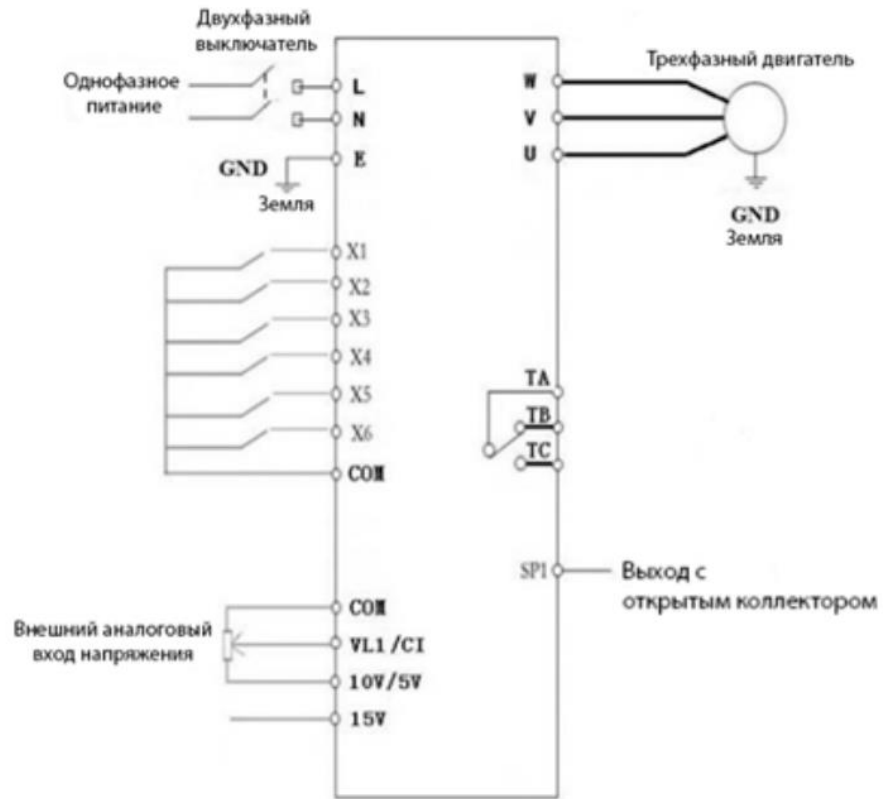 Двухфазный
выключатель
Однофазное
питание
L
N
E
GND
Земля
W
V
U
Трехфазный двигатель
GND
Земля
X1
X2
X3
X4
X5
X6
COM
TA
TB
TC
SP1
Выход с
открытым коллектором
Внешний аналоговый
вход напряжения
COM
VL1/CI
10V/5V
15V